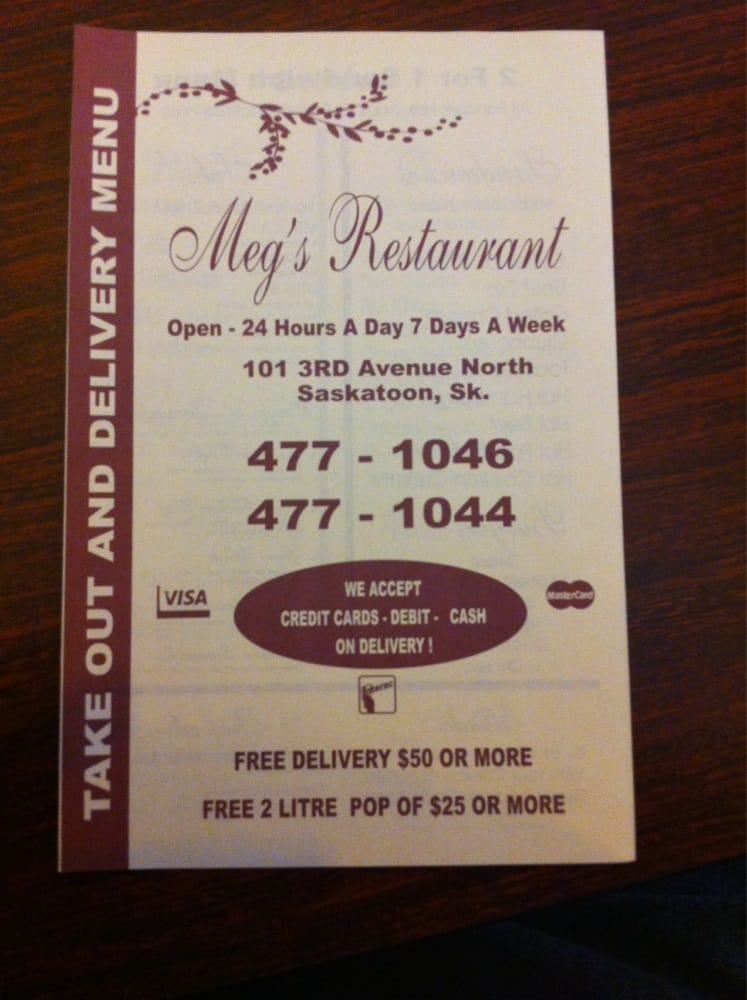 TAKE OUT AND DELIVERY MENU
Meg's Restaurant
Open - 24 Hours A Day 7 Days A Week
101 3RD Avenue North
Saskatoon, Sk.
477 - 1046
477 - 1044
VISA
WE ACCEPT
CREDIT CARDS - DEBIT - CASH
ON DELIVERY !
MasterCard
Interac
FREE DELIVERY $50 OR MORE
FREE 2 LITRE POP OF $25 OR MORE